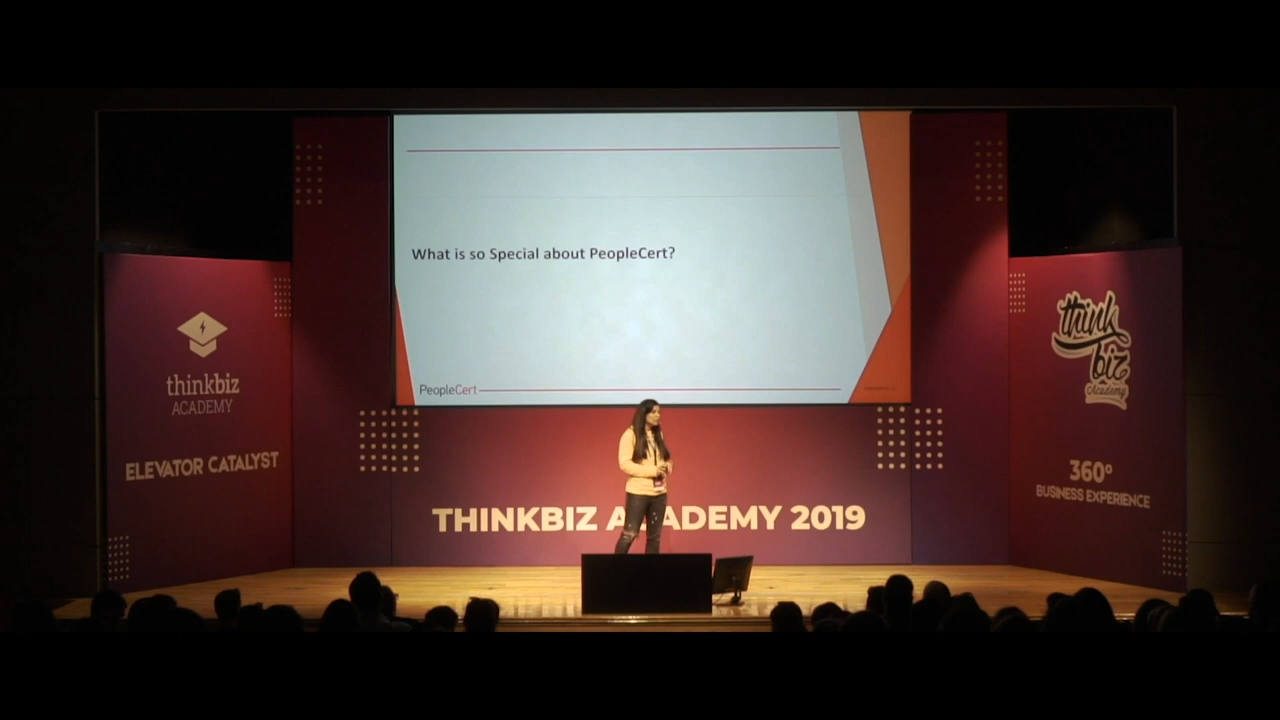 What is so Special about PeopleCert?
PeopleCert
thinkbiz
ACADEMY
ELEVATOR CATALYST
think
biz
Academy
360°
BUSINESS EXPERIENCE
THINKBIZ ACADEMY 2019